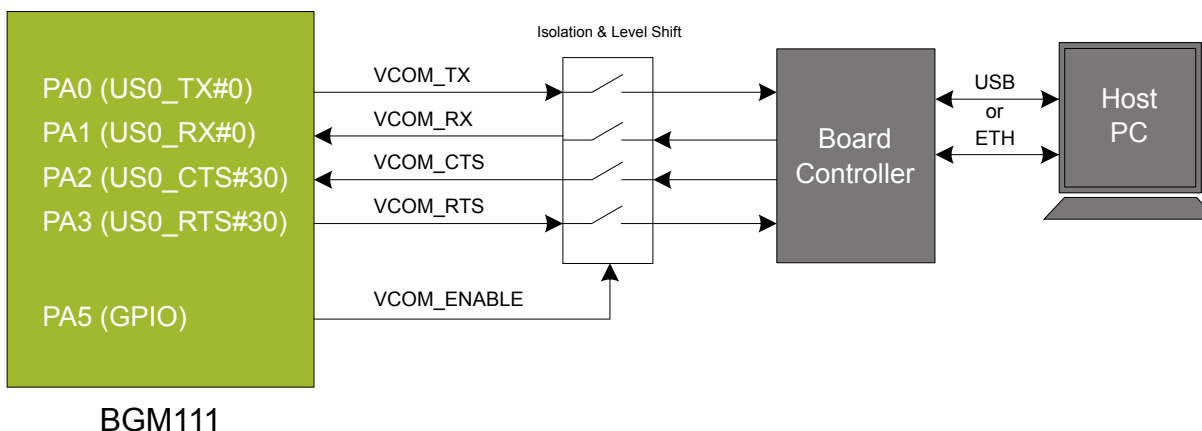 Isolation & Level Shift
PA0 (US0_TX#0)
VCOM_TX
PA1 (US0_RX#0)
VCOM_RX
PA2 (US0_CTS#30)
VCOM_CTS
PA3 (US0_RTS#30)
VCOM_RTS
PA5 (GPIO)
VCOM_ENABLE
Board
Controller
USB
or
ETH
Host
PC
BGM111